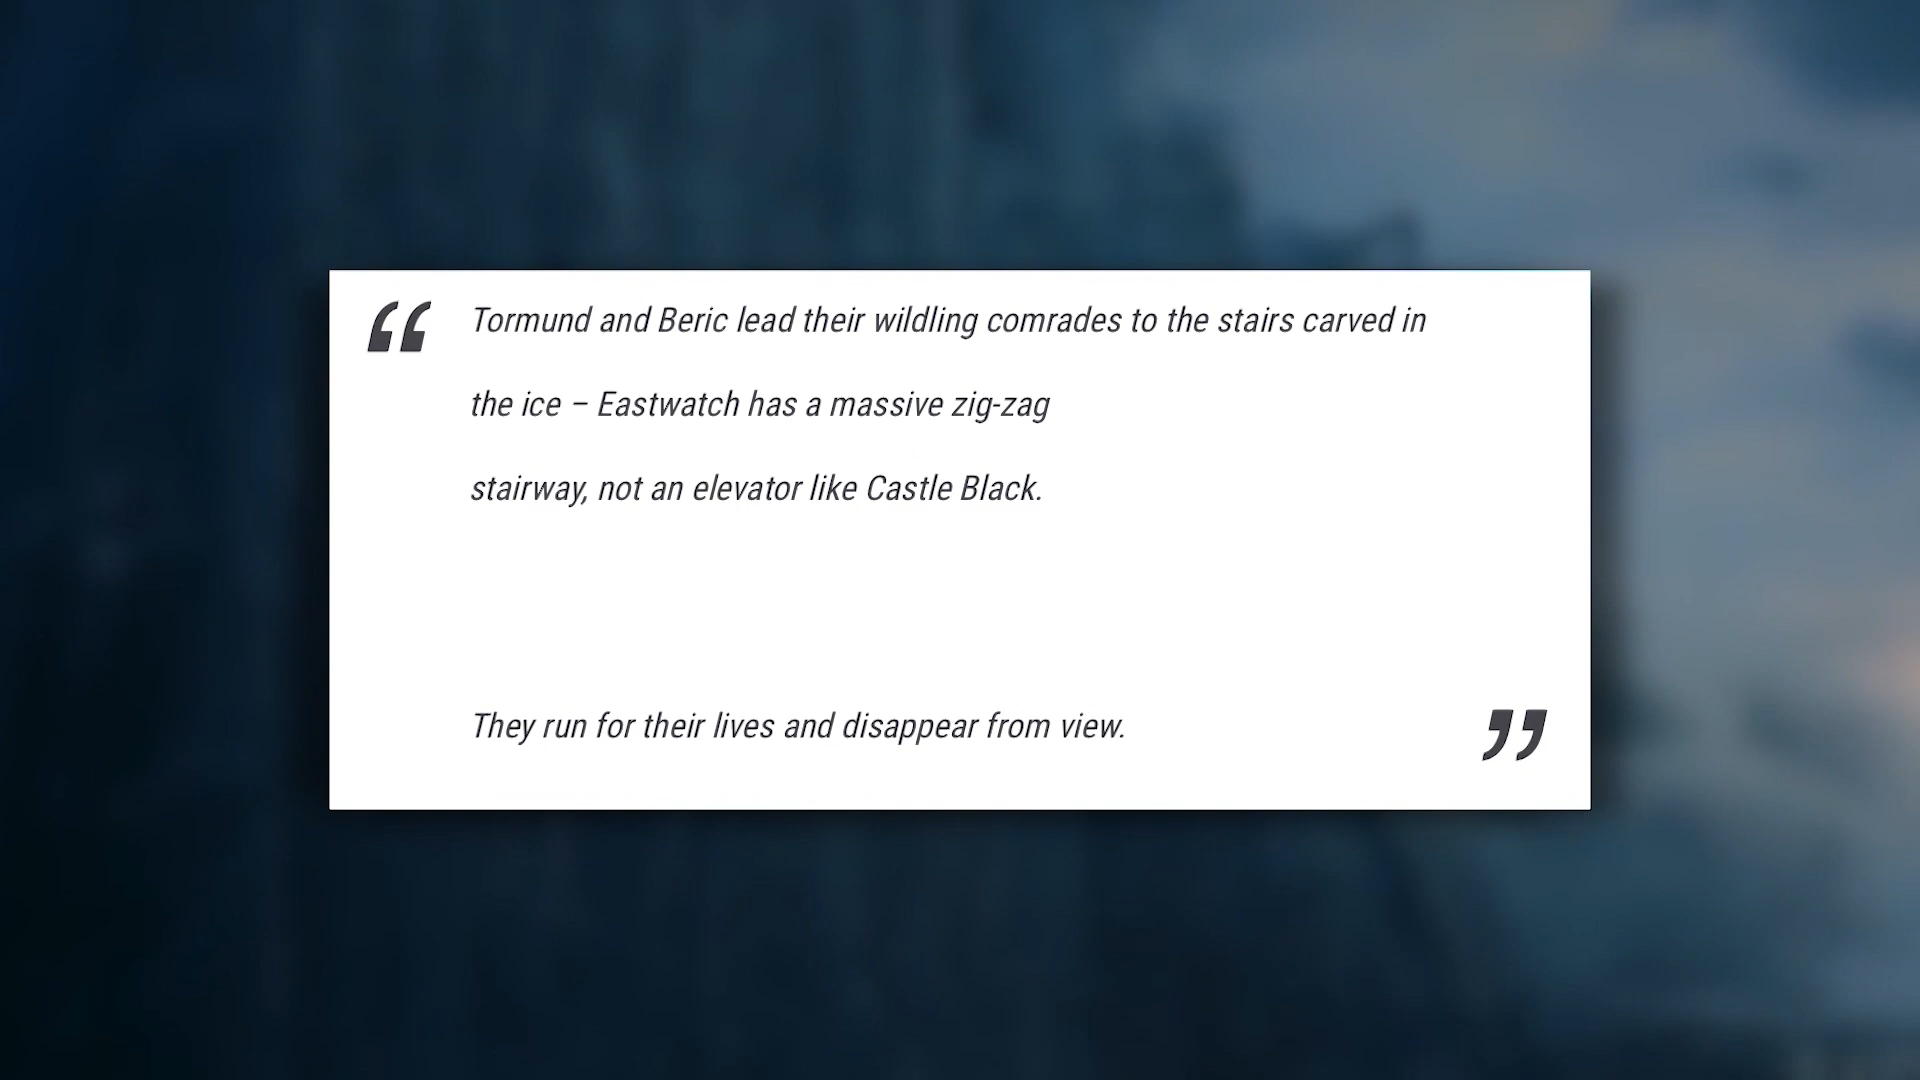 “ Tormund and Beric lead their wildling comrades to the stairs carved in
the ice – Eastwatch has a massive zig-zag
stairway, not an elevator like Castle Black.
They run for their lives and disappear from view. ”